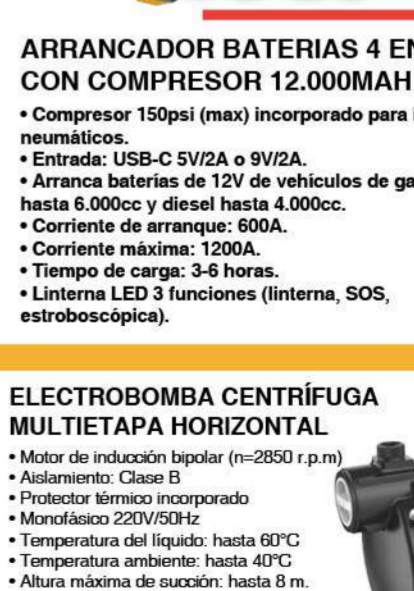 ARRANCADOR BATERIAS 4 EN
CON COMPRESOR 12.000MAH
• Compresor 150psi (max) incorporado para
neumáticos.
• Entrada: USB-C 5V/2A o 9V/2A.
• Arranca baterías de 12V de vehículos de
hasta 6.000cc y diesel hasta 4.000cc.
• Corriente de arranque: 600A.
• Corriente máxima: 1200A.
• Tiempo de carga: 3-6 horas.
• Linterna LED 3 funciones (linterna, SOS,
estroboscópica).
ELECTROBOMBA CENTRÍFUGA
MULTIETAPA HORIZONTAL
• Motor de inducción bipolar (n=2850 r.p.m)
• Aislamiento: Clase B
• Protector térmico incorporado
• Monofásico 220V/50Hz
• Temperatura del líquido: hasta 60°C
• Temperatura ambiente: hasta 40°C
• Altura máxima de succión: hasta 8 m.